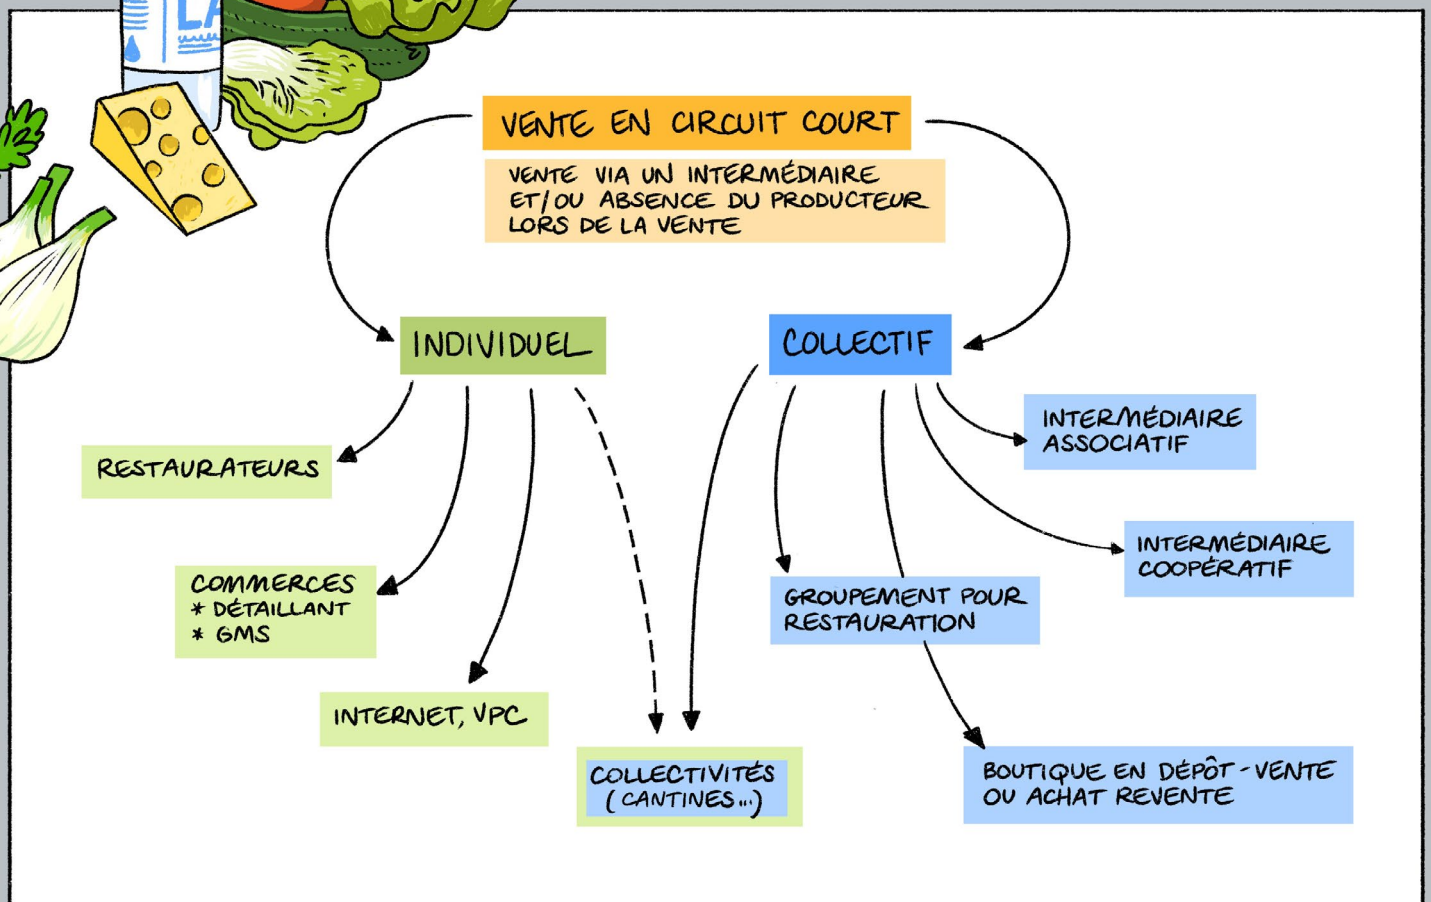 VENTE EN CIRCUIT COURT
VENTE VIA UN INTERMÉDIAIRE
ET/OU ABSENCE DU PRODUCTEUR
LORS DE LA VENTE
INDIVIDUEL
COLLECTIF
RESTAURATEURS
COMMERCES
* DÉTAILLANT
* GMS
INTERNET, VPC
COLLECTIVITÉS
(CANTINES...)
GROUPEMENT POUR
RESTAURATION
BOUTIQUE EN DÉPÔT-VENTE
OU ACHAT REVENTE
INTERMÉDIAIRE
COOPÉRATIF
INTERMÉDIAIRE
ASSOCIATIF